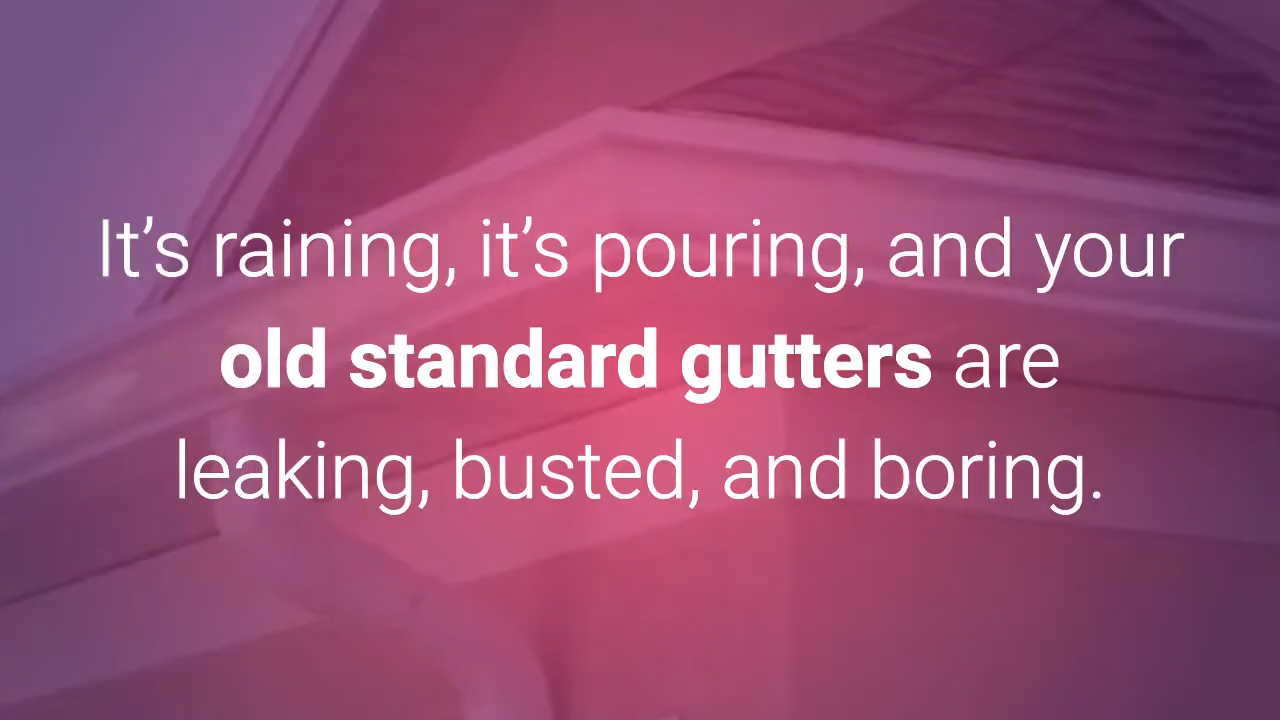 It’s raining, it’s pouring, and your
old standard gutters are
leaking, busted, and boring.